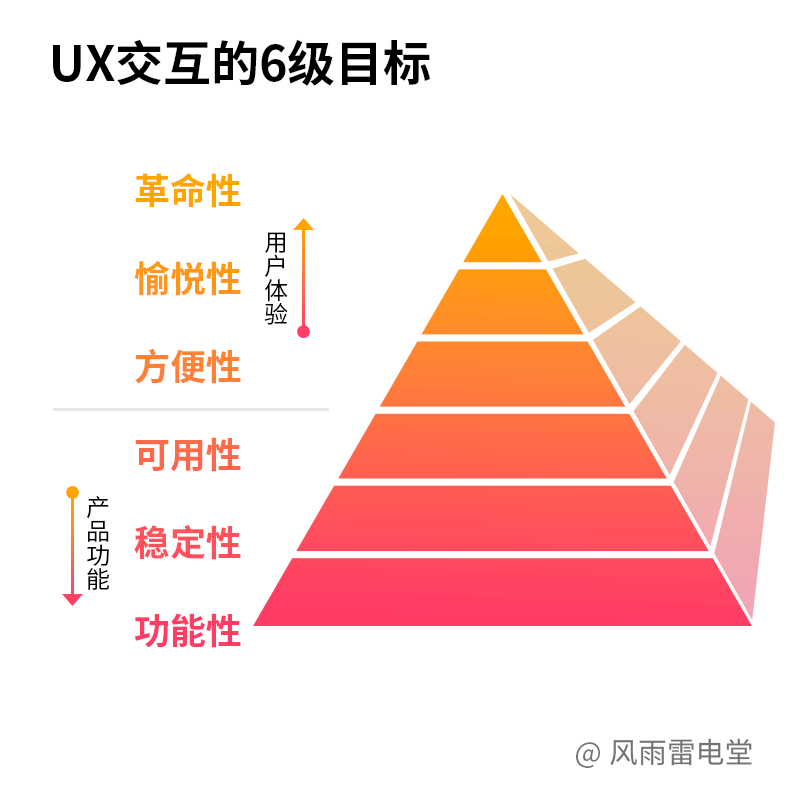 UX交互的6级目标
革命性
用户体验
愉悦性
方便性
可用性
产品功能
稳定性
功能性
@ 风雨雷电堂